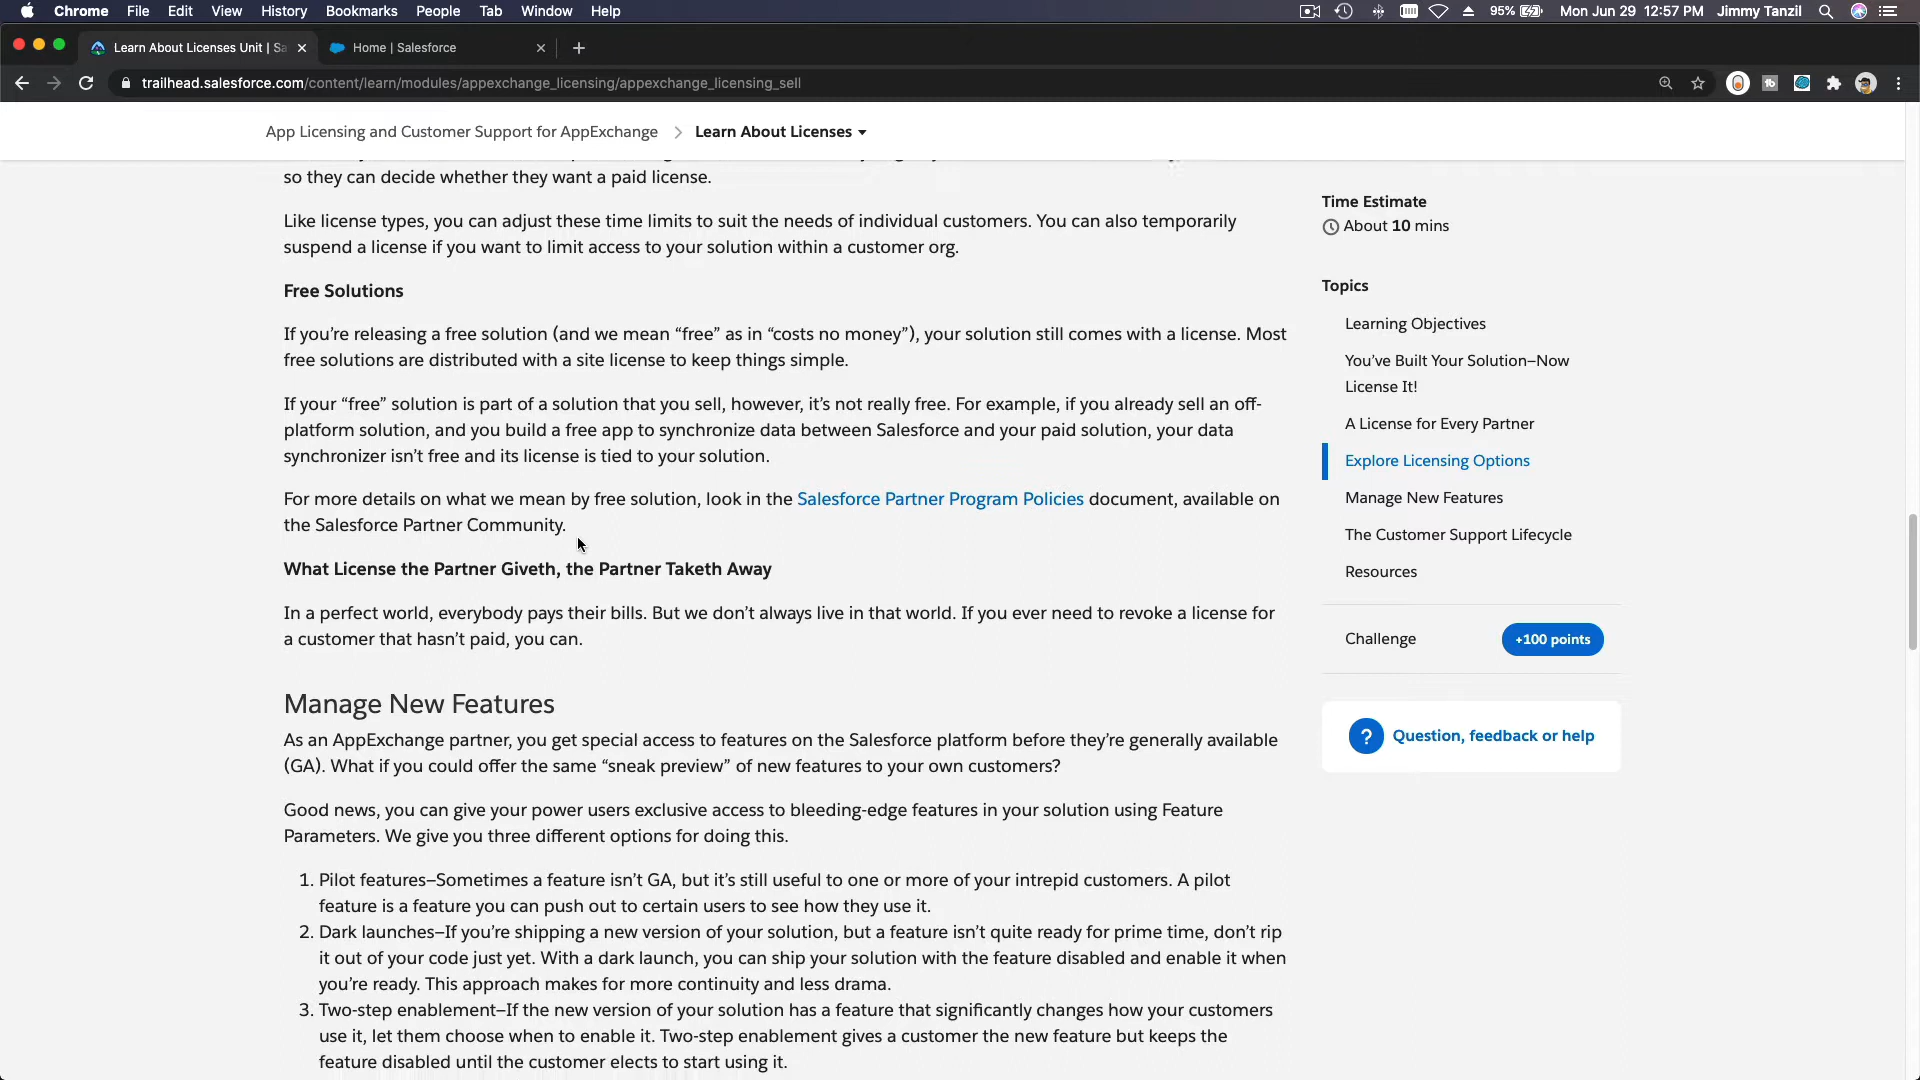 Chrome File Edit View History Bookmarks People Tab Window Help 95% Mon Jun 29 12:57 PM Jimmy Tanzil
Learn About Licenses Unit | Sa Home | Salesforce
trailhead.salesforce.com/content/learn/modules/appexchange_licensing/appexchange_licensing_sell
App Licensing and Customer Support for AppExchange Learn About Licenses
so they can decide whether they want a paid license.
Like license types, you can adjust these time limits to suit the needs of individual customers. You can also temporarily
suspend a license if you want to limit access to your solution within a customer org.
Free Solutions
If you’re releasing a free solution (and we mean “free” as in “costs no money”), your solution still comes with a license. Most
free solutions are distributed with a site license to keep things simple.
If your “free” solution is part of a solution that you sell, however, it’s not really free. For example, if you already sell an off-
platform solution, and you build a free app to synchronize data between Salesforce and your paid solution, your data
synchronizer isn’t free and its license is tied to your solution.
For more details on what we mean by free solution, look in the Salesforce Partner Program Policies document, available on
the Salesforce Partner Community.
What License the Partner Giveth, the Partner Taketh Away
In a perfect world, everybody pays their bills. But we don’t always live in that world. If you ever need to revoke a license for
a customer that hasn’t paid, you can.
Manage New Features
As an AppExchange partner, you get special access to features on the Salesforce platform before they’re generally available
(GA). What if you could offer the same “sneak preview” of new features to your own customers?
Good news, you can give your power users exclusive access to bleeding-edge features in your solution using Feature
Parameters. We give you three different options for doing this.
1. Pilot features—Sometimes a feature isn’t GA, but it’s still useful to one or more of your intrepid customers. A pilot
feature is a feature you can push out to certain users to see how they use it.
2. Dark launches—If you’re shipping a new version of your solution, but a feature isn’t quite ready for prime time, don’t rip
it out of your code just yet. With a dark launch, you can ship your solution with the feature disabled and enable it when
you’re ready. This approach makes for more continuity and less drama.
3. Two-step enablement—If the new version of your solution has a feature that significantly changes how your customers
use it, let them choose when to enable it. Two-step enablement gives a customer the new feature but keeps the
feature disabled until the customer elects to start using it.
Time Estimate
About 10 mins
Topics
Learning Objectives
You’ve Built Your Solution—Now
License It!
A License for Every Partner
Explore Licensing Options
Manage New Features
The Customer Support Lifecycle
Resources
Challenge +100 points
? Question, feedback or help